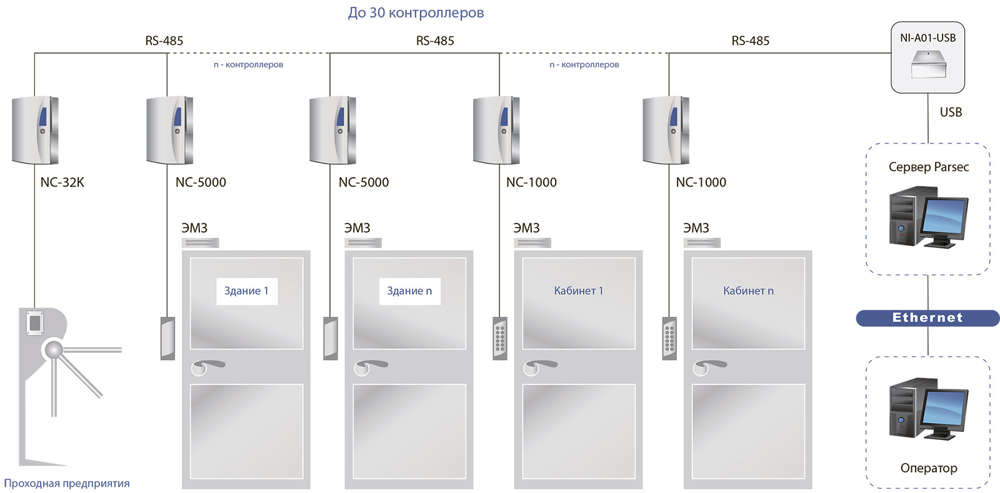 До 30 контроллеров
RS-485
RS-485
RS-485
NI-A01-USB
n - контроллеров
n - контроллеров
USB
Сервер Parsec
NC-32K
NC-5000
NC-5000
NC-1000
NC-1000
ЭМЗ
ЭМЗ
ЭМЗ
ЭМЗ
Здание 1
Здание n
Кабинет 1
Кабинет n
Ethernet
Оператор
Проходная предприятия